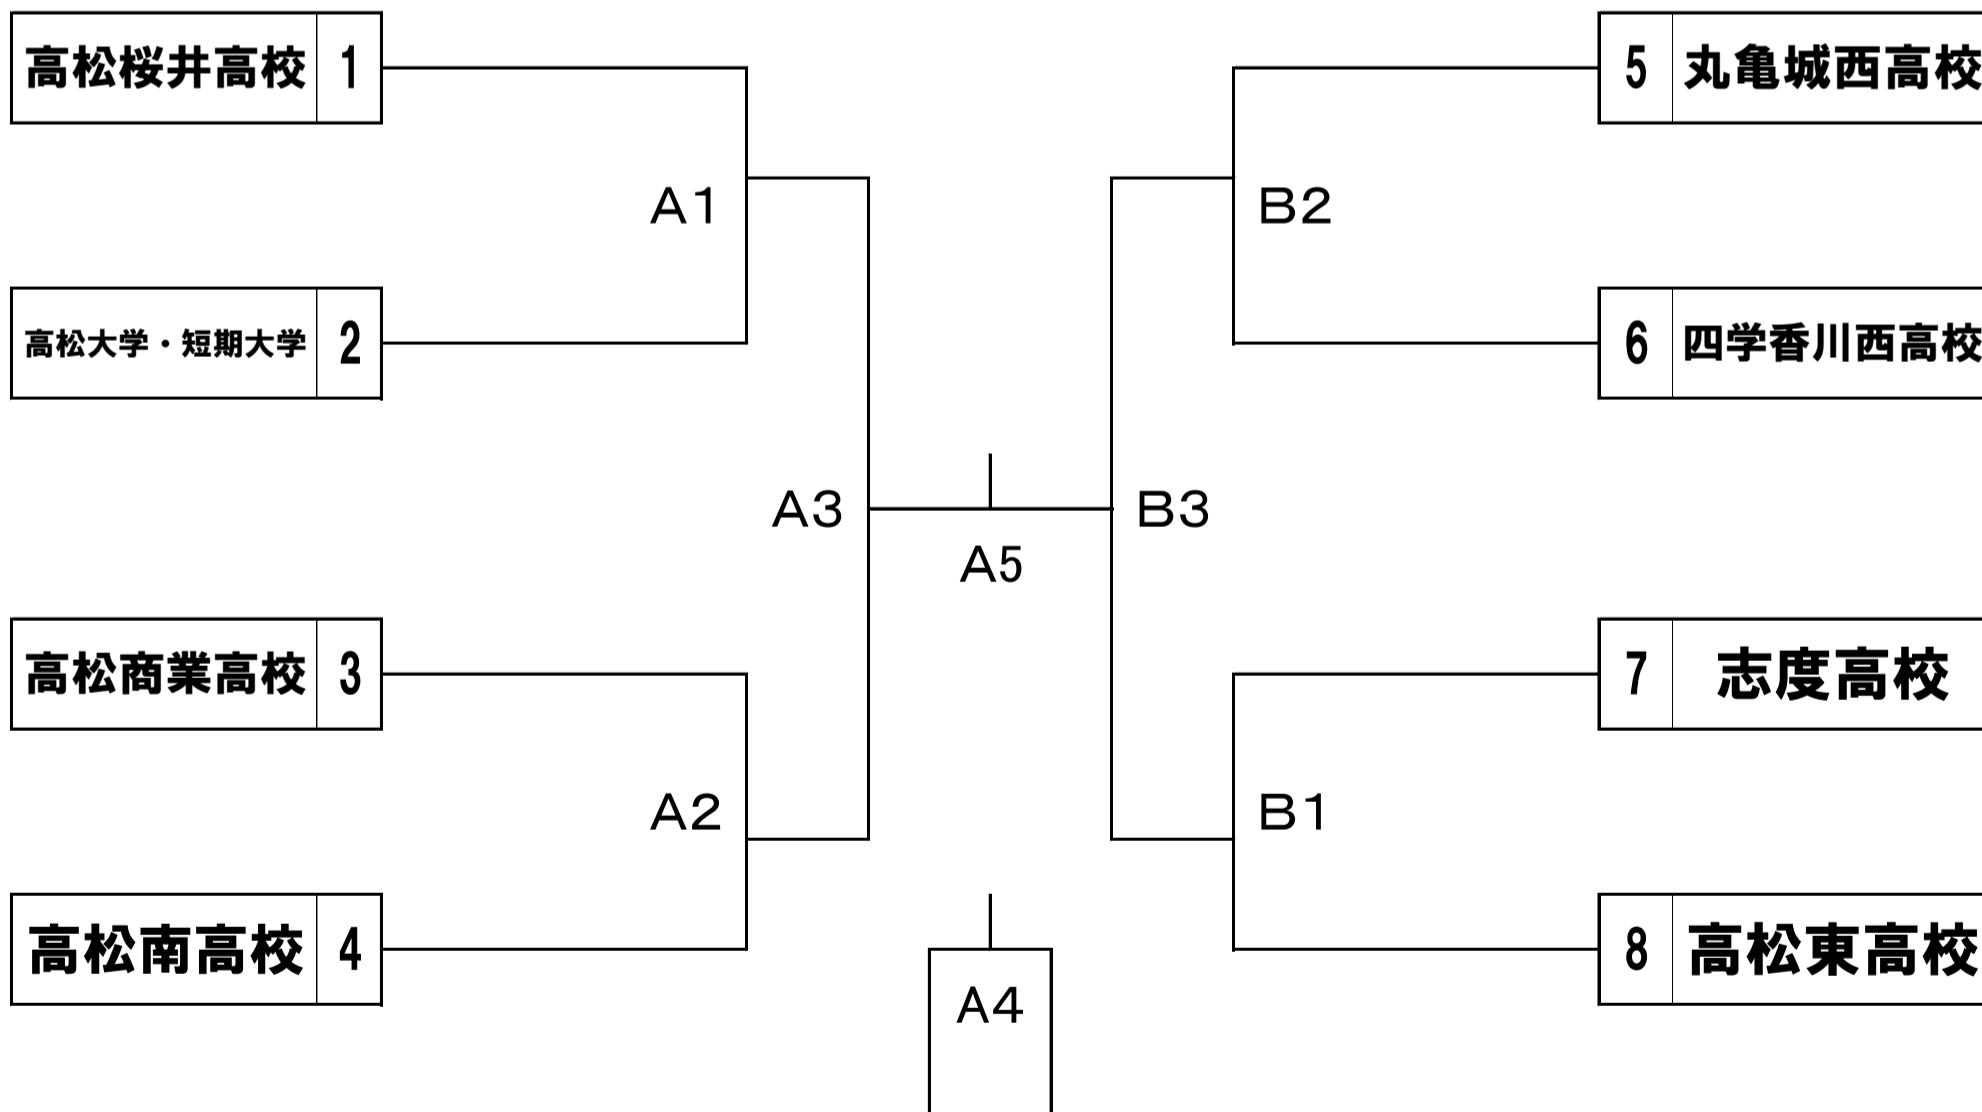 高松桜井高校 1
5 丸亀城西高校
A1
B2
高松大学・短期大学 2
6 四学香川西高校
A3
B3
A5
高松商業高校 3
7 志度高校
A2
B1
高松南高校 4
8 高松東高校
A4